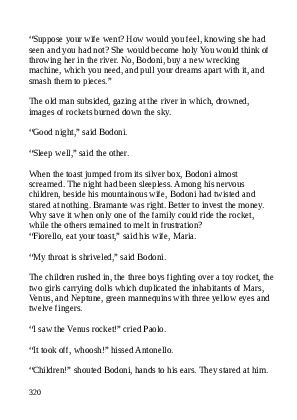 “Suppose your wife went? How would you feel, knowing she had
seen and you had not? She would become holy You would think of
throwing her in the river. No, Bodoni, buy a new wrecking
machine, which you need, and pull your dreams apart with it, and
smash them to pieces.”
The old man subsided, gazing at the river in which, drowned,
images of rockets burned down the sky.
“Good night,” said Bodoni.
“Sleep well,” said the other.
When the toast jumped from its silver box, Bodoni almost
screamed. The night had been sleepless. Among his nervous
children, beside his mountainous wife, Bodoni had twisted and
stared at nothing. Bramante was right. Better to invest the money.
Why save it when only one of the family could ride the rocket,
while the others remained to melt in frustration?
“Fiorello, eat your toast,” said his wife, Maria.
“My throat is shriveled,” said Bodoni.
The children rushed in, the three boys fighting over a toy rocket, the
two girls carrying dolls which duplicated the inhabitants of Mars,
Venus, and Neptune, green mannequins with three yellow eyes and
twelve fingers.
“I saw the Venus rocket!” cried Paolo.
“It took off, whoosh!” hissed Antonello.
“Children!” shouted Bodoni, hands to his ears. They stared at him.
320